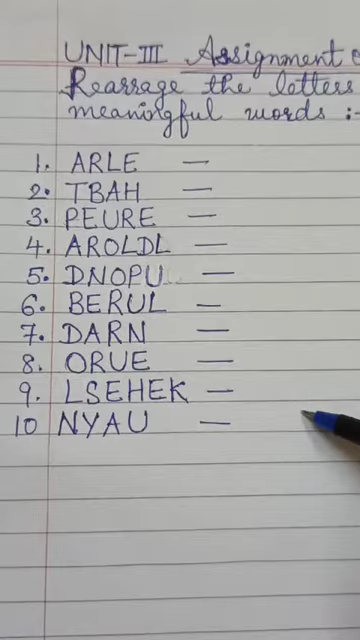 UNIT-III Assignment
Rearrage the letters
meaningful words :-
1. ARLE —
2. TBAH —
3. PEURE —
4. AROLDL —
5. DNOPU —
6. BERUL —
7. DARN —
8. ORUE —
9. LSEHEK —
10 NYAU —